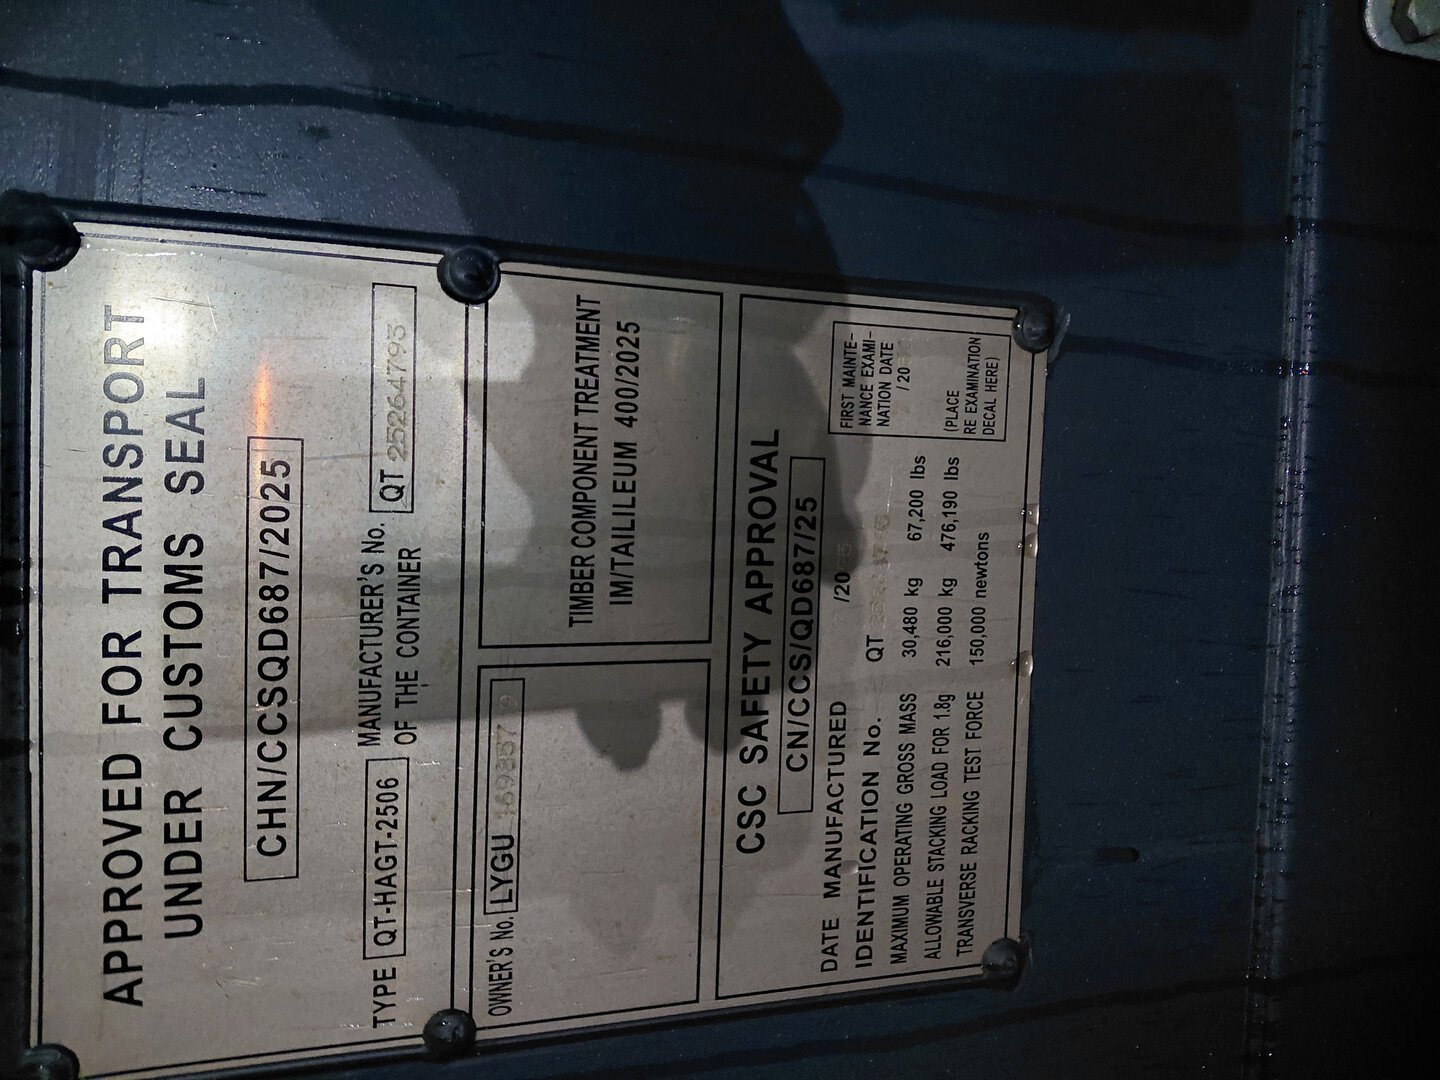 APPROVED FOR TRANSPORT
UNDER CUSTOMS SEAL
CHN/CCSQD687/2025
TYPE QT-HAGT-2506 MANUFACTURER'S No.
OF THE CONTAINER QT 25264793
OWNER'S No. LYGU
TIMBER COMPONENT TREATMENT
IM/TAILILEUM 400/2025
CSC SAFETY APPROVAL
CN/CCS/QD687/25
DATE MANUFACTURED /20
IDENTIFICATION No. QT
MAXIMUM OPERATING GROSS MASS 30,480 kg 67,200 lbs
ALLOWABLE STACKING LOAD FOR 1.8g 216,000 kg 476,190 lbs
TRANSVERSE RACKING TEST FORCE 150,000 newtons
FIRST MAINTE-
NANCE EXAMI-
NATION DATE
/20
(PLACE
RE EXAMINATION
DECAL HERE)